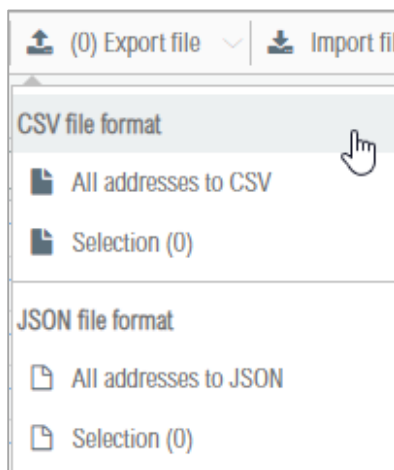 (0) Export file
Import fil
CSV file format
All addresses to CSV
Selection (0)
JSON file format
All addresses to JSON
Selection (0)